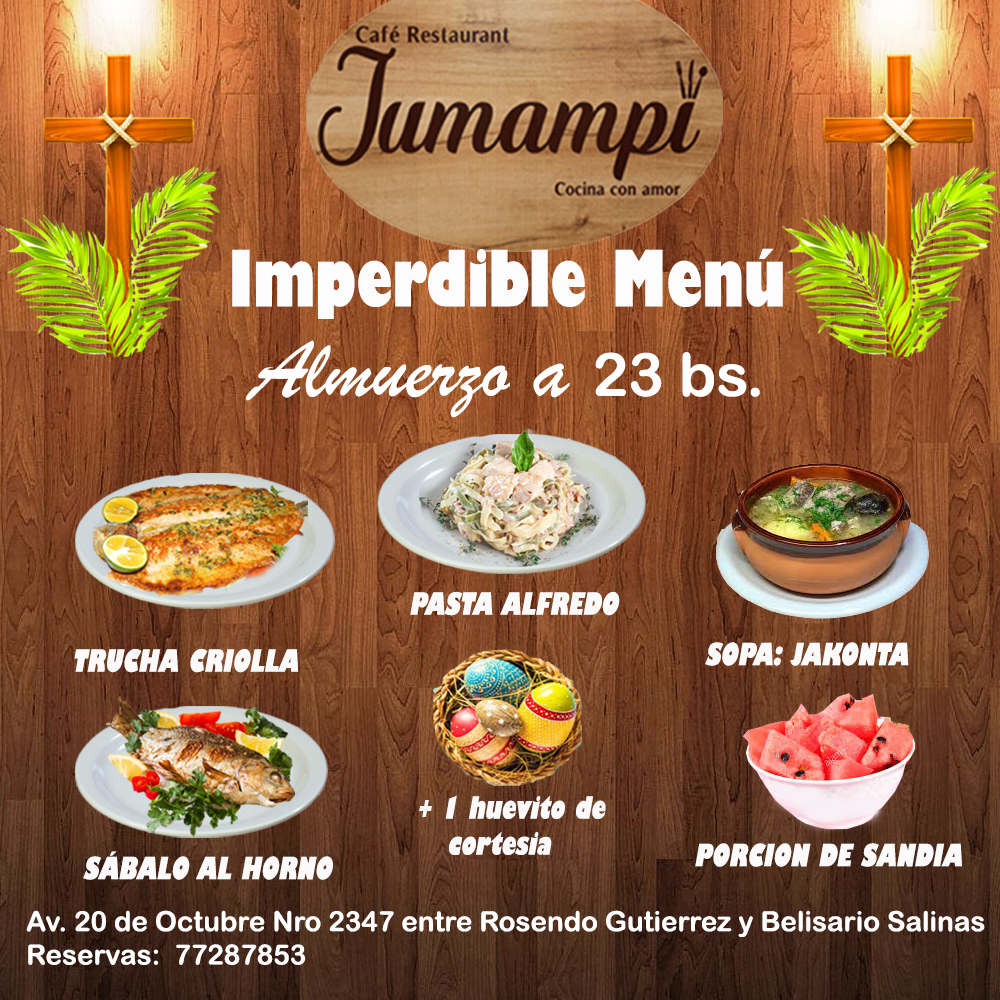 Café Restaurant
Jumampi
Cocina con amor
Imperdible Menú
Almuerzo a 23 bs.
PASTA ALFREDO
TRUCHA CRIOLLA
SOPA: JAKONTA
+ 1 huevito de
cortesia
SÁBALO AL HORNO
PORCION DE SANDIA
Av. 20 de Octubre Nro 2347 entre Rosendo Gutierrez y Belisario Salinas
Reservas: 77287853